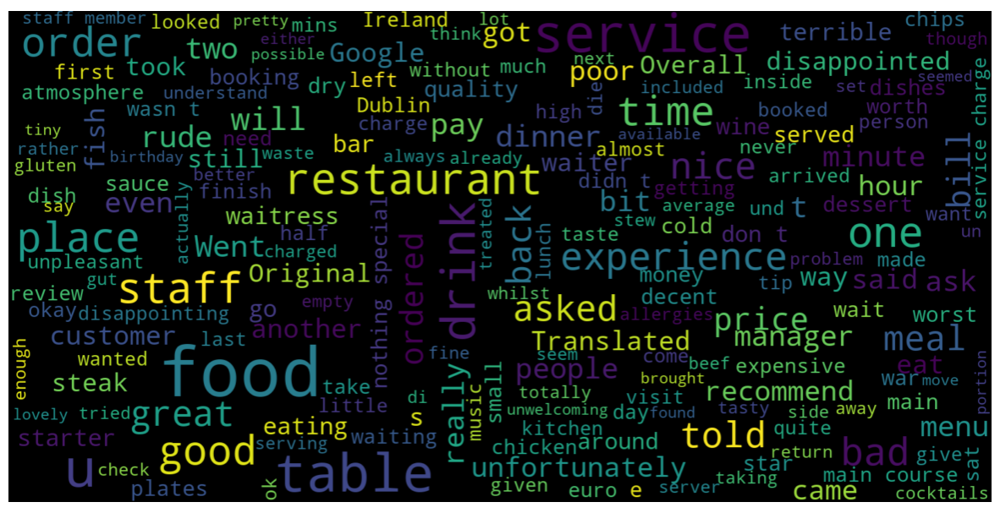 staff member looked pretty mins Ireland lot got service terrible chips
order two either think though
possible Google next
first took without much poor Overall disappointed seemed
booking left inside
atmosphere understand dry quality included set dishes
wasn t Dublin high die time booked worth
will charge pay wine person
tiny rude need bar dinner available served service charge
rather fish waste almost never
gluten birthday still always already waiter nice minute bill
better restaurant didn t
sauce finish getting arrived hour
dish even bit average und t dessert
say actually waitress drink back treated stew want
half taste cold don t one un
place Went charged lunch experience problem made
unpleasant special money tip way said ask
gut staff Original
review nothing whilst decent
okay disappointing go empty ordered asked allergies price wait worst
customer last another manager meal
wanted fine Translated
enough food seem come beef expensive eat
steak take people brought war move
really small totally visit recommend main portion
lovely tried great little di music unwelcoming day found tasty side away
starter eating s kitchen told quite menu
good serving waiting chicken around
u check table unfortunately star return bad give
ok taking main course sat
plates given euro e server came cocktails